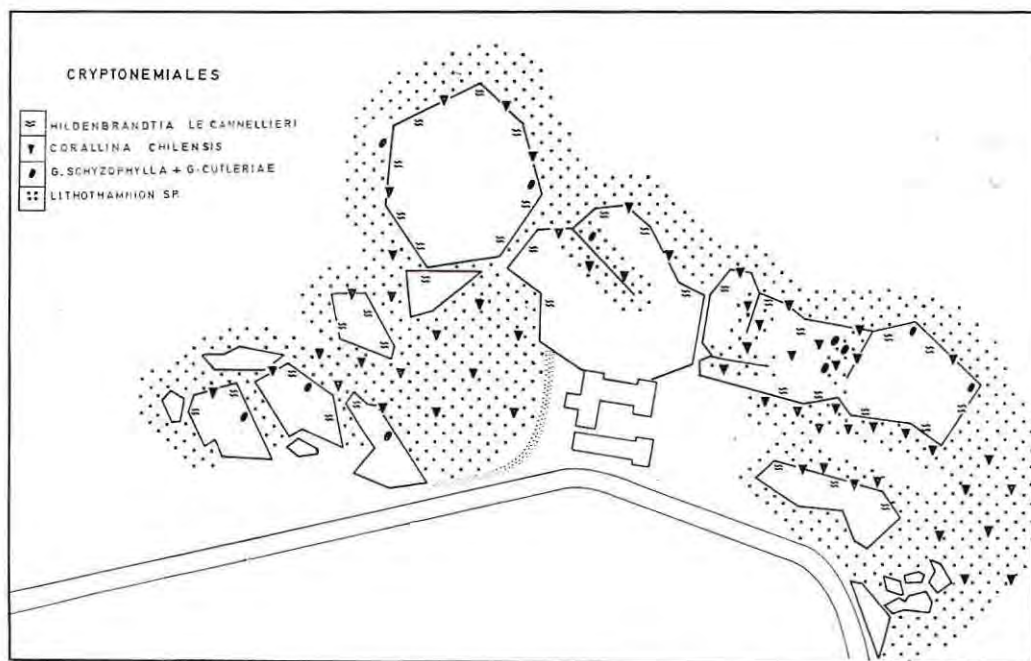 CRYPTONEMIALES
HILDENBRANDTIA LE CANNELLIERI
CORALLINA CHILENSIS
G. SCHYZOPHYLLA + G. CUTLERIAE
LITHOTHAMNION SP.